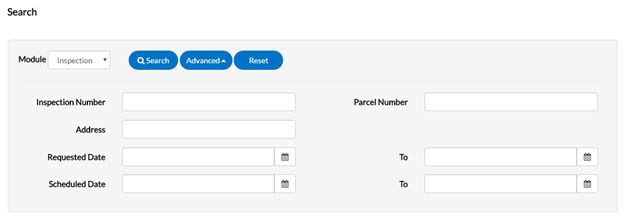 Search
Module Inspection Search Advanced Reset
Inspection Number Parcel Number
Address
Requested Date To
Scheduled Date To